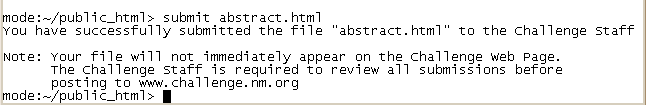 mode:~/public_html> submit abstract.html
You have successfully submitted the file "abstract.html" to the Challenge Staff
Note: Your file will not immediately appear on the Challenge Web Page.
The Challenge Staff is required to review all submissions before
posting to www.challenge.nm.org
mode:~/public_html>